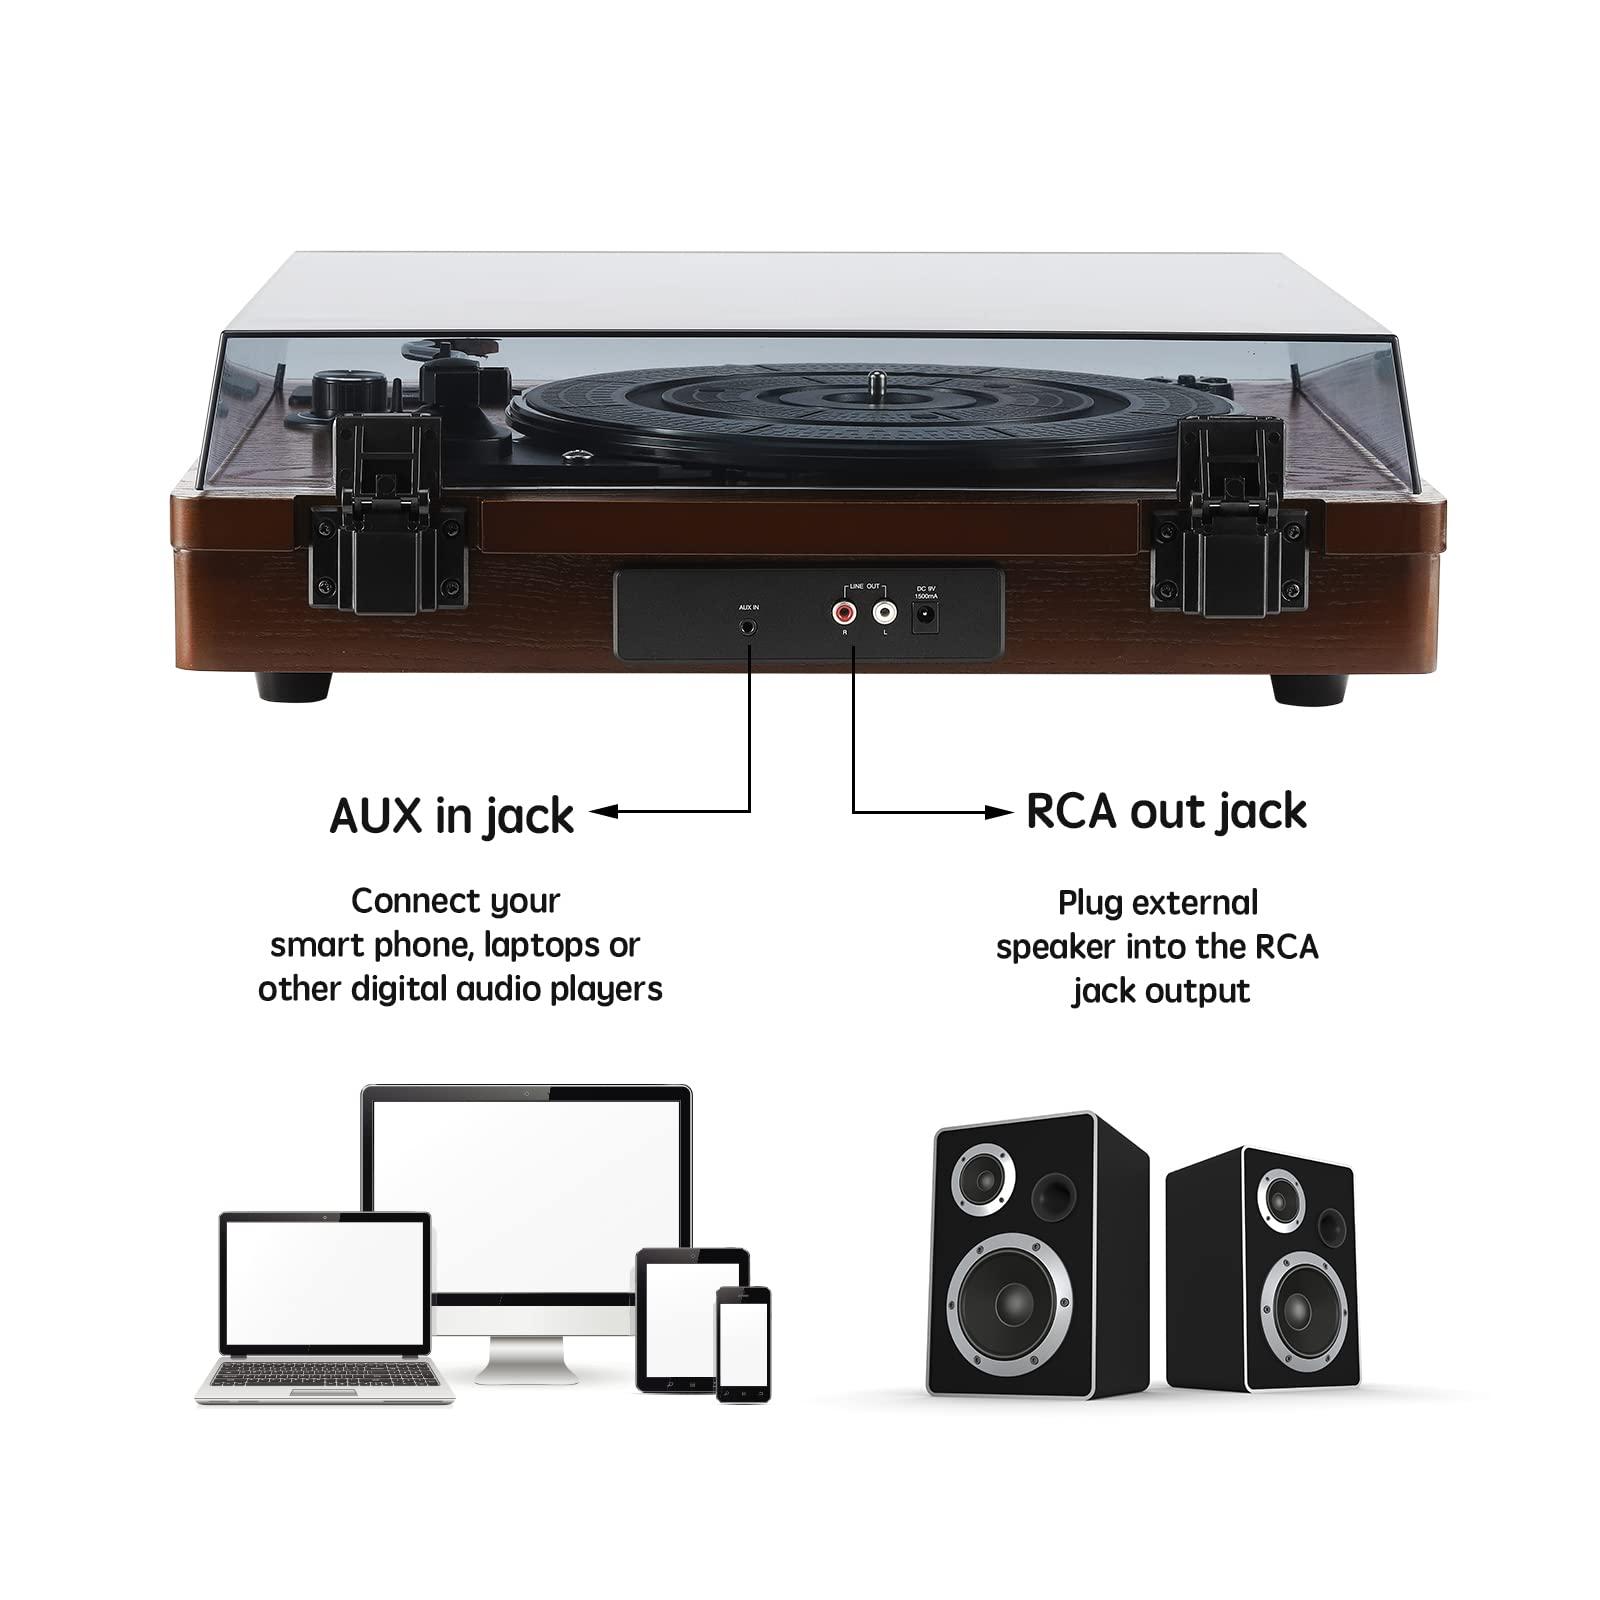 AUX IN
LINE OUT
R
L
DC 9V
1500mA
AUX in jack
RCA out jack
Connect your
smart phone, laptops or
other digital audio players
Plug external
speaker into the RCA
jack output